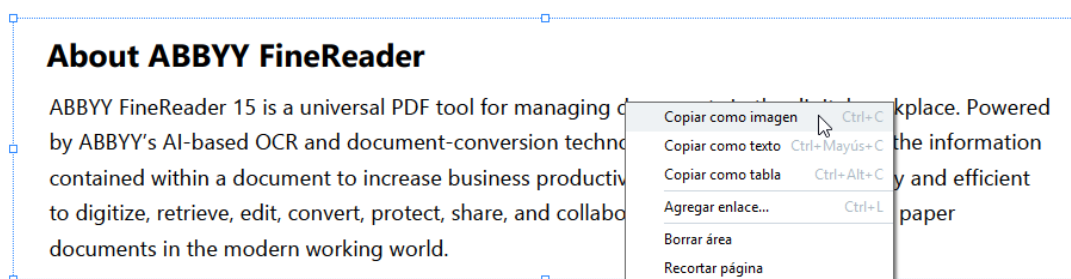 About ABBYY FineReader
ABBYY FineReader 15 is a universal PDF tool for managing kplace. Powered
by ABBYY’s AI-based OCR and document-conversion the information
contained within a document to increase business and efficient
to digitize, retrieve, edit, convert, protect, share, and paper
documents in the modern working world.
Copiar como imagen Ctrl+C
Copiar como texto Ctrl+Mayús+C
Copiar como tabla Ctrl+Alt+C
Agregar enlace... Ctrl+L
Borrar área
Recortar página